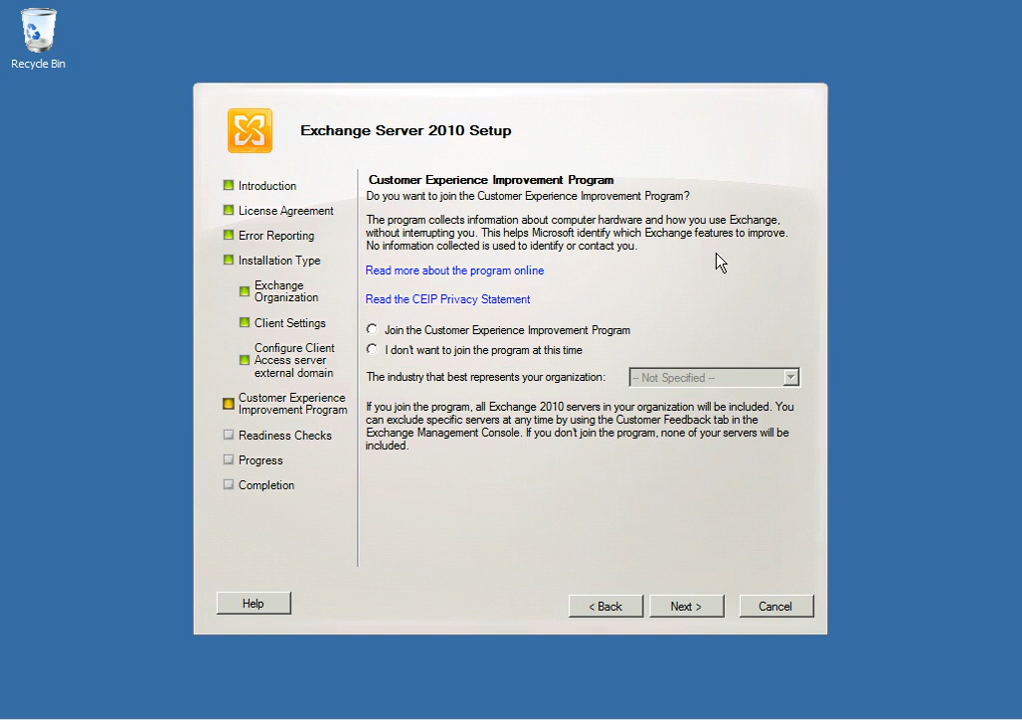 Recycle Bin
Exchange Server 2010 Setup
Introduction
License Agreement
Error Reporting
Installation Type
Exchange
Organization
Client Settings
Configure Client
Access server
external domain
Customer Experience
Improvement Program
Readiness Checks
Progress
Completion
Customer Experience Improvement Program
Do you want to join the Customer Experience Improvement Program?
The program collects information about computer hardware and how you use Exchange,
without interrupting you. This helps Microsoft identify which Exchange features to improve.
No information collected is used to identify or contact you.
Read more about the program online
Read the CEIP Privacy Statement
Join the Customer Experience Improvement Program
I don't want to join the program at this time
The industry that best represents your organization:
-- Not Specified --
If you join the program, all Exchange 2010 servers in your organization will be included. You
can exclude specific servers at any time by using the Customer Feedback tab in the
Exchange Management Console. If you don't join the program, none of your servers will be
included.
Help
< Back
Next >
Cancel